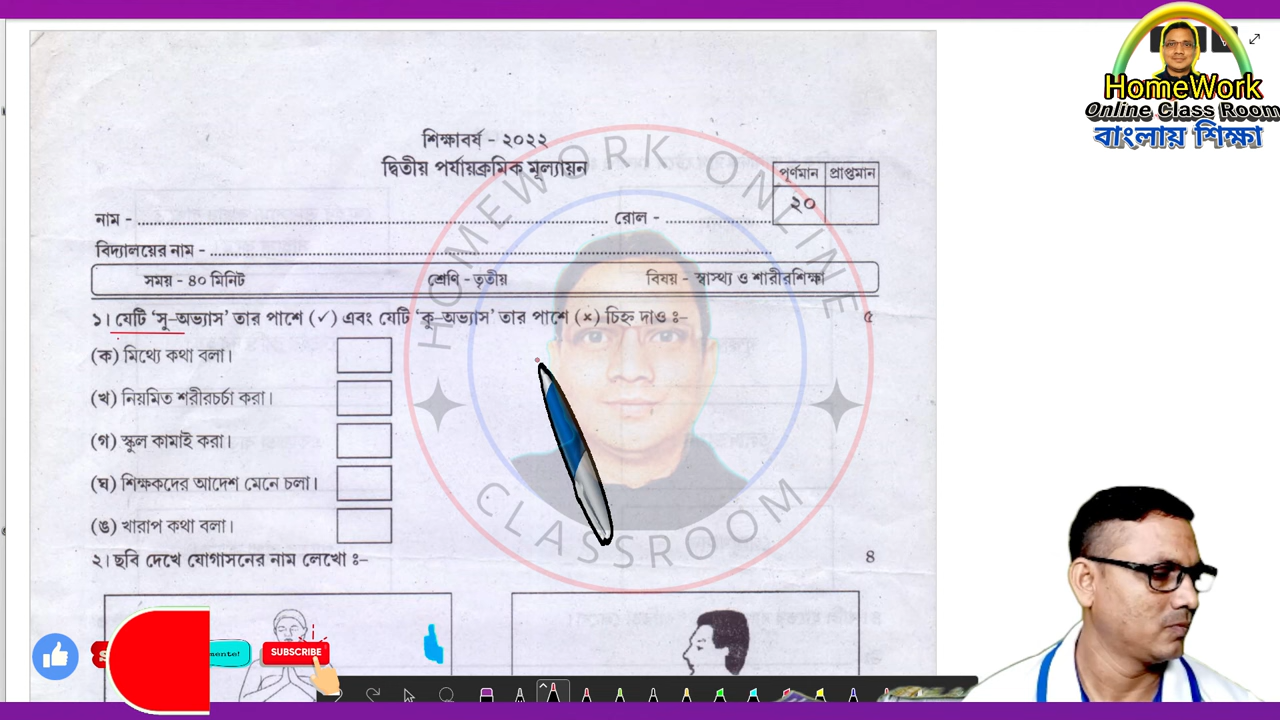 HomeWork
Online Class Room
বাংলায় শিক্ষা
শিক্ষাবর্ষ - ২০২২
দ্বিতীয় পর্যায়ক্রমিক মূল্যায়ন
পূর্ণমান প্রাপ্তমান
২০
নাম - রোল -
বিদ্যালয়ের নাম -
সময় - ৪০ মিনিট শ্রেণি - তৃতীয় বিষয় - স্বাস্থ্য ও শারীরশিক্ষা
১। যেটি ‘সু-অভ্যাস’ তার পাশে (✓) এবং যেটি ‘কু-অভ্যাস’ তার পাশে (×) চিহ্ন দাও ঃ- ৫
(ক) মিথ্যে কথা বলা।
(খ) নিয়মিত শরীরচর্চা করা।
(গ) স্কুল কামাই করা।
(ঘ) শিক্ষকদের আদেশ মেনে চলা।
(ঙ) খারাপ কথা বলা।
২। ছবি দেখে যোগাসনের নাম লেখো ঃ- ৪
HOMEWORK ONLINE
CLASSROOM
SUBSCRIBE